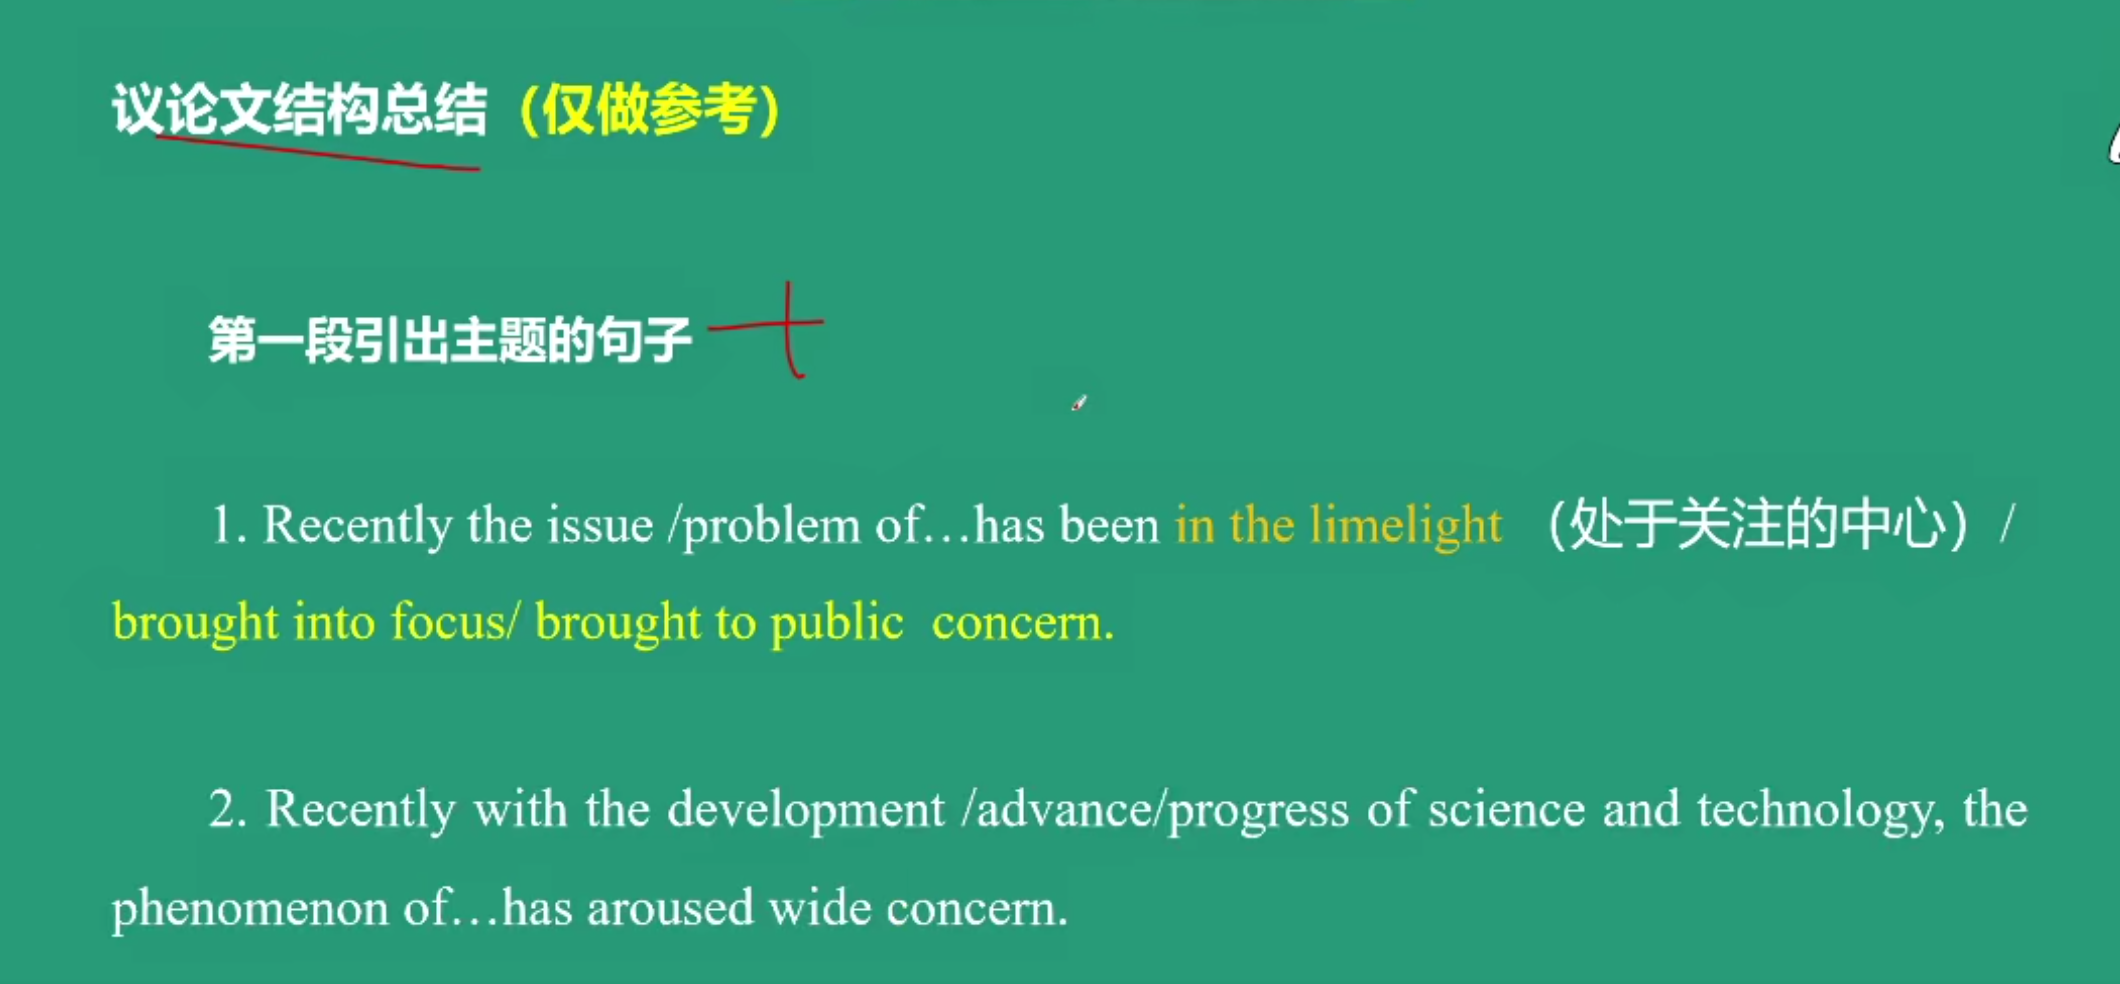 议论文结构总结（仅做参考）
第一段引出主题的句子
1. Recently the issue /problem of…has been in the limelight （处于关注的中心）/
brought into focus/ brought to public concern.
2. Recently with the development /advance/progress of science and technology, the
phenomenon of…has aroused wide concern.